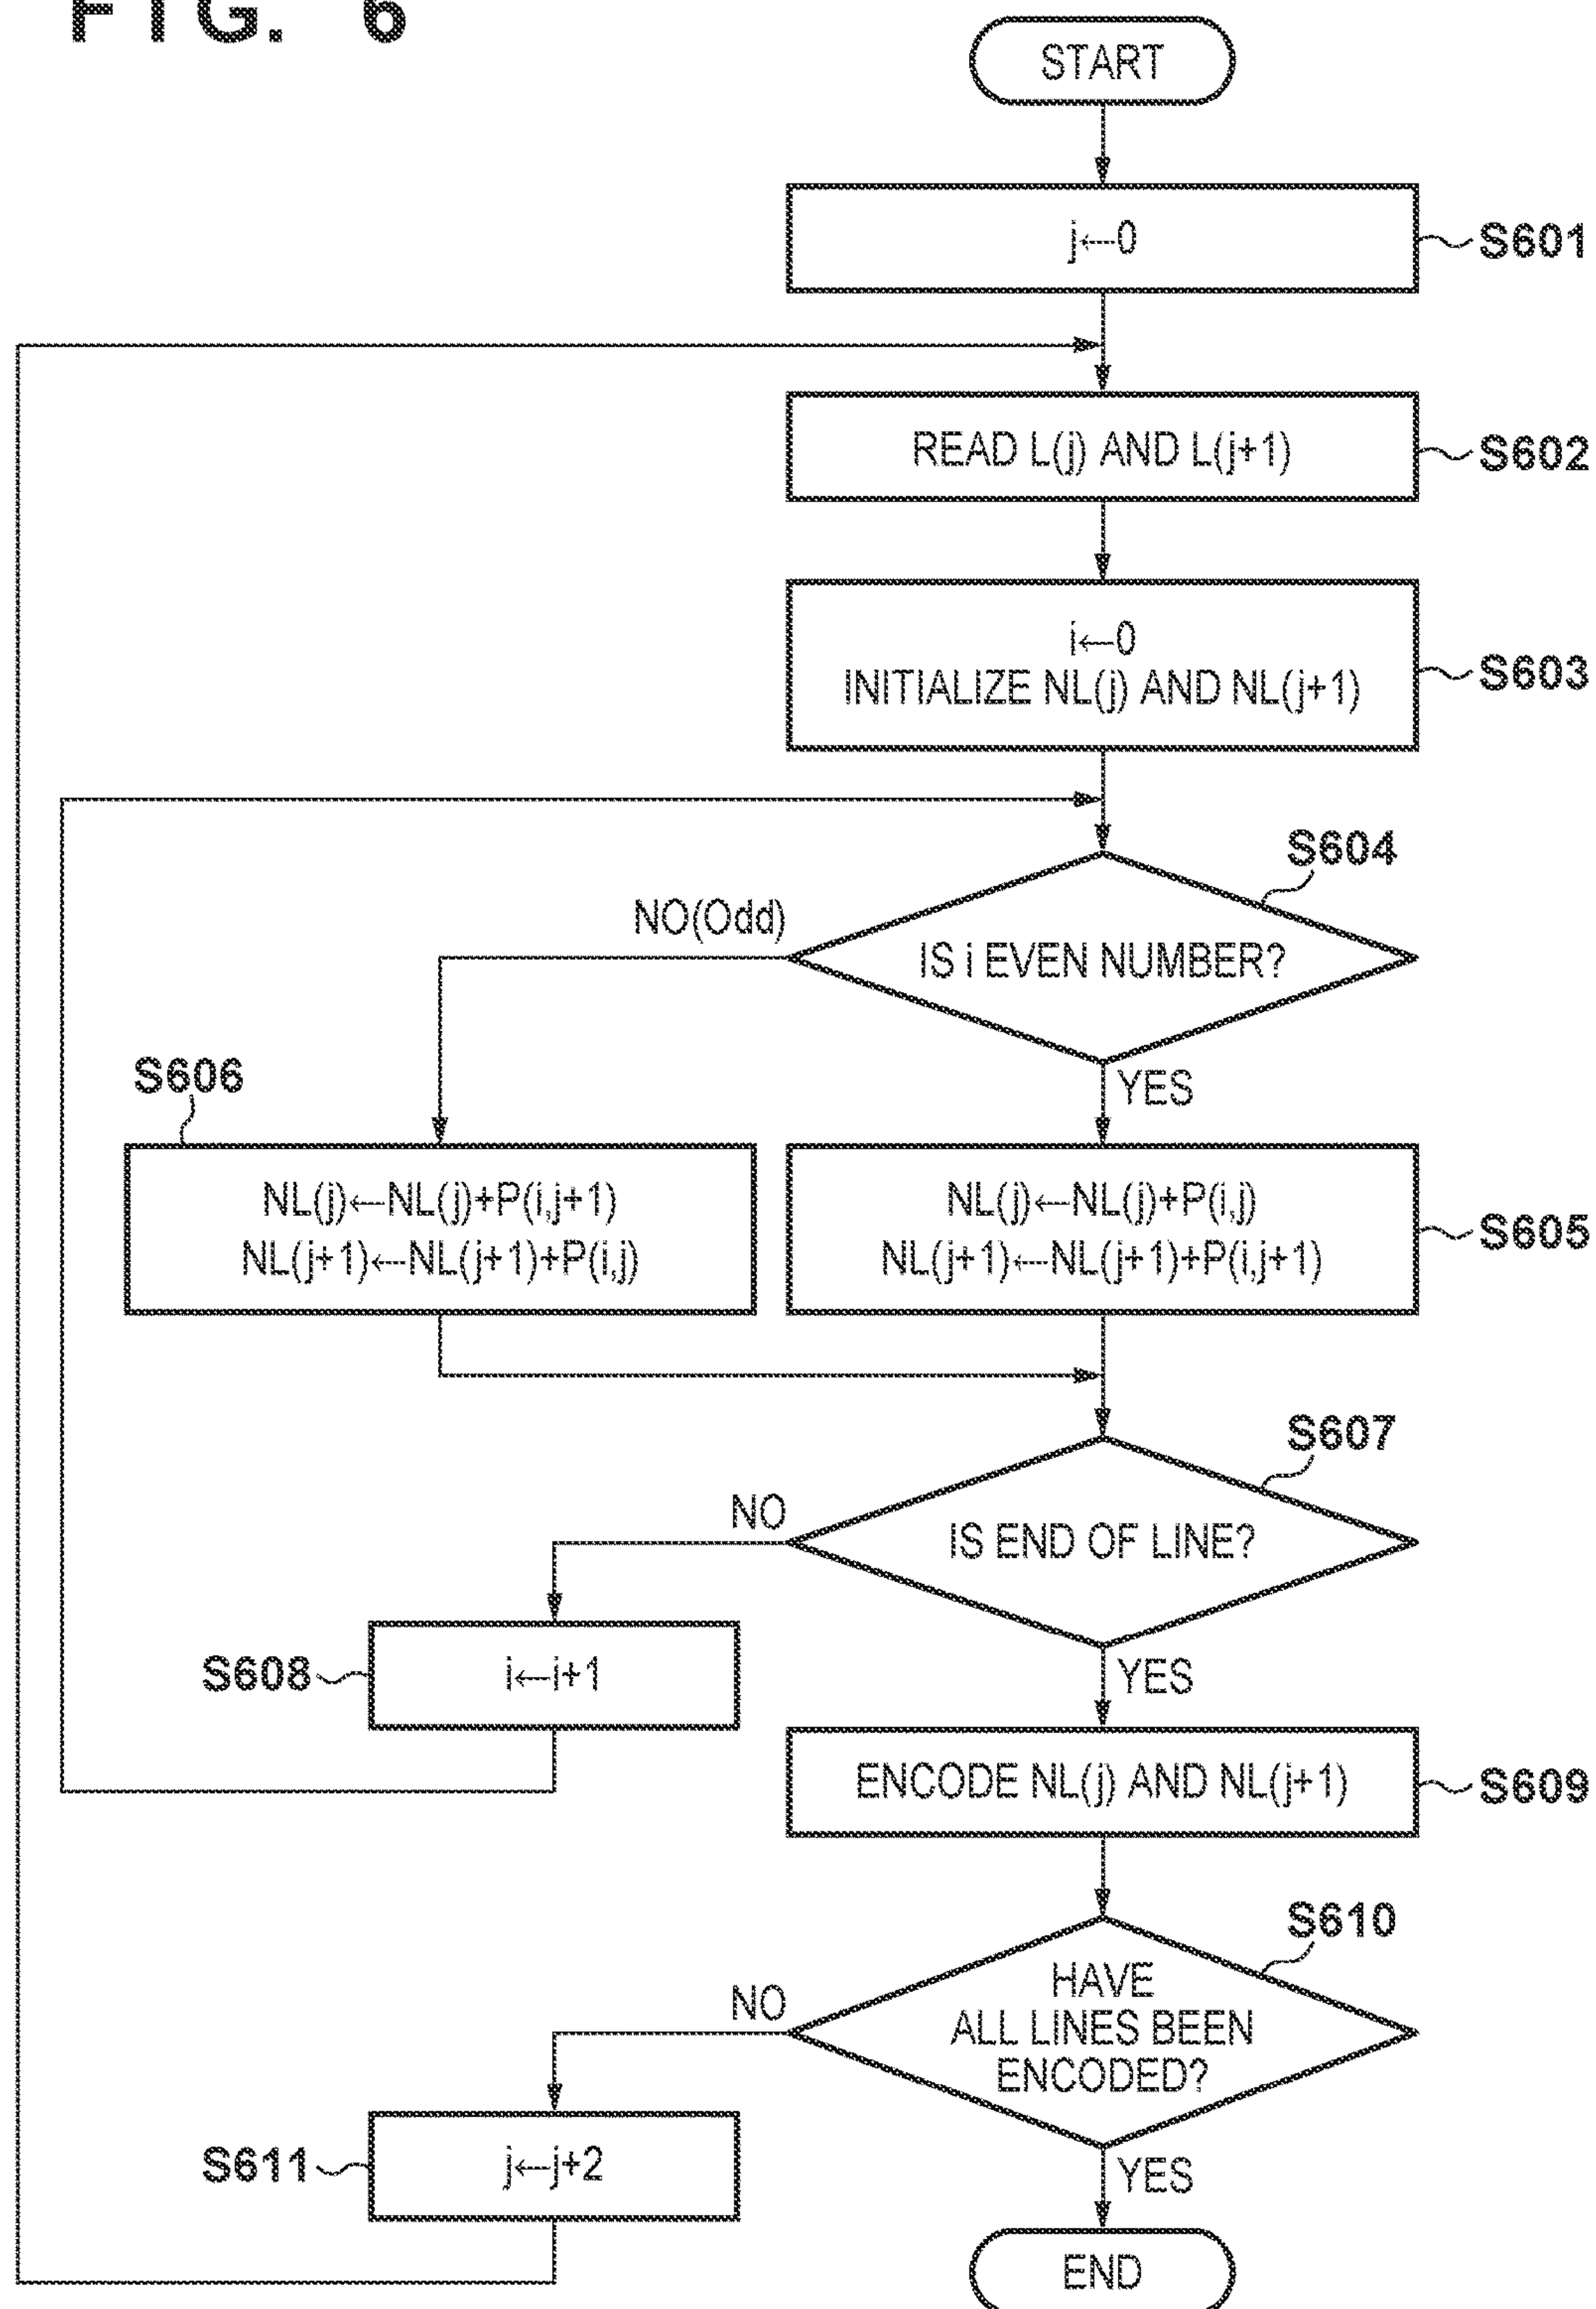 FIG. 6
START
j←0
S601
READ L(j) AND L(j+1)
S602
i←0
INITIALIZE NL(j) AND NL(j+1)
S603
S604
NO(Odd)
IS i EVEN NUMBER?
YES
S606
NL(j)←NL(j)+P(i,j+1)
NL(j+1)←NL(j+1)+P(i,j)
NL(j)←NL(j)+P(i,j)
NL(j+1)←NL(j+1)+P(i,j+1)
S605
S607
NO
IS END OF LINE?
YES
S608
i←i+1
ENCODE NL(j) AND NL(j+1)
S609
S610
NO
HAVE
ALL LINES BEEN
ENCODED?
YES
S611
j←j+2
END